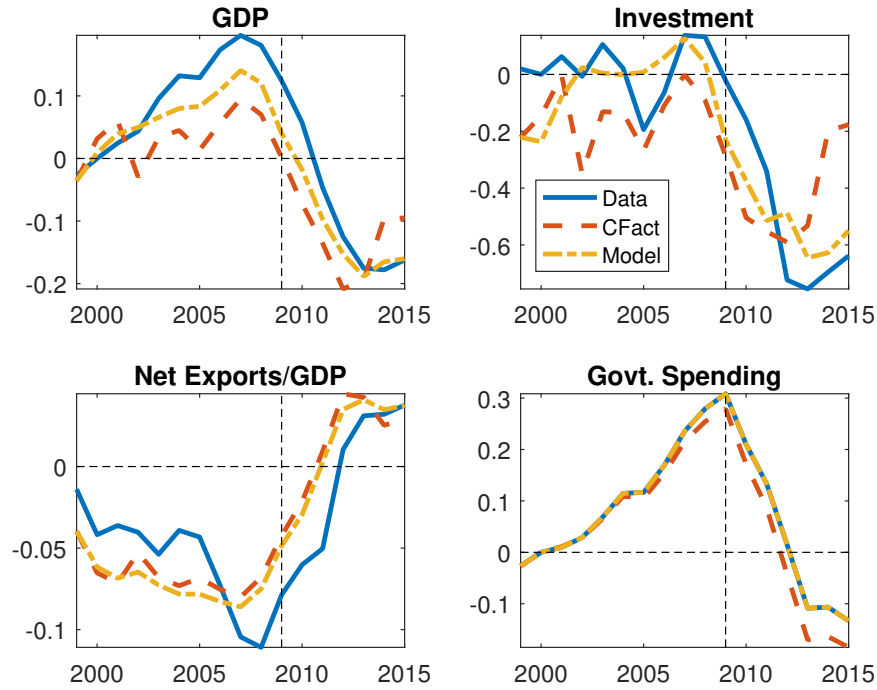 GDP
0.1
0
-0.1
-0.2
2000 2005 2010 2015
Investment
0
-0.2
-0.4
-0.6
Data
CFact
Model
2000 2005 2010 2015
Net Exports/GDP
0
-0.05
-0.1
2000 2005 2010 2015
Govt. Spending
0.3
0.2
0.1
0
-0.1
2000 2005 2010 2015